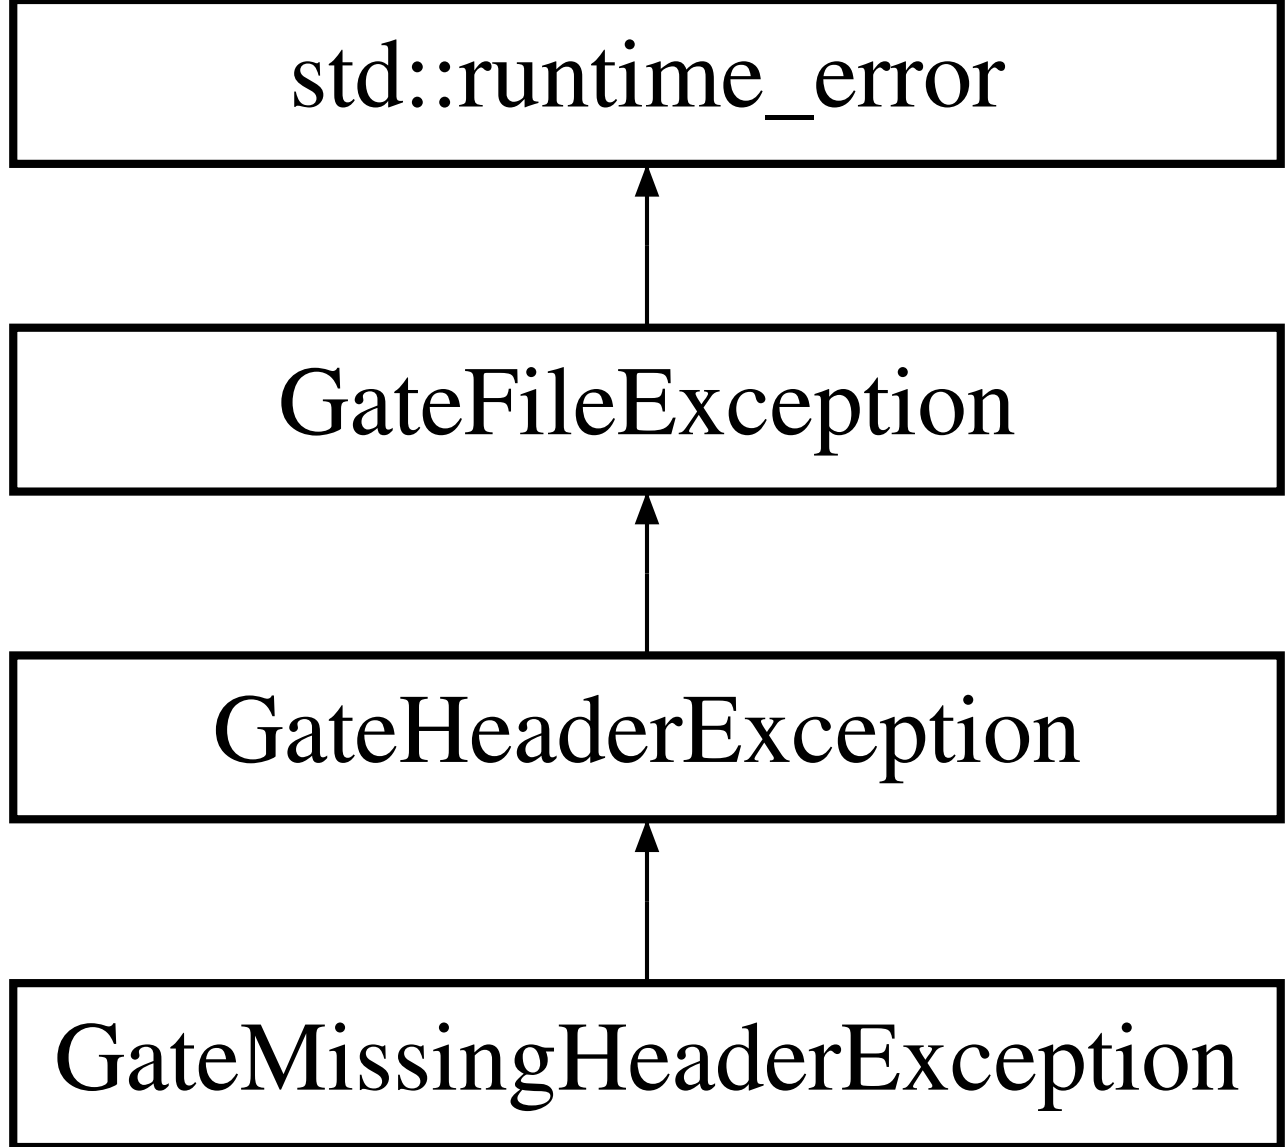 std::runtime_error
GateFileException
GateHeaderException
GateMissingHeaderException